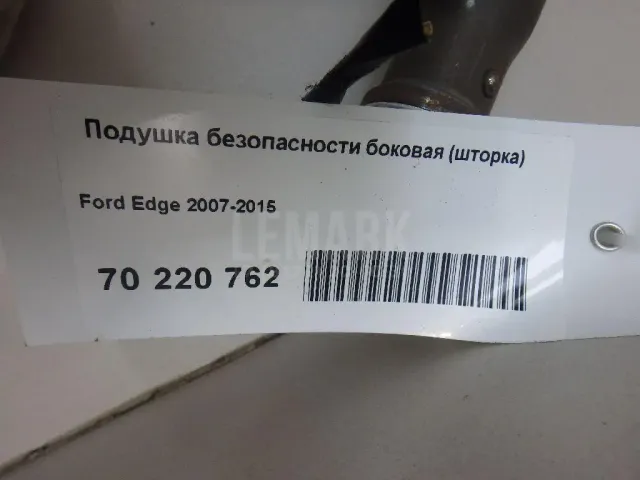 Подушка безопасности боковая (шторка)
Ford Edge 2007-2015
LEMARK
70 220 762